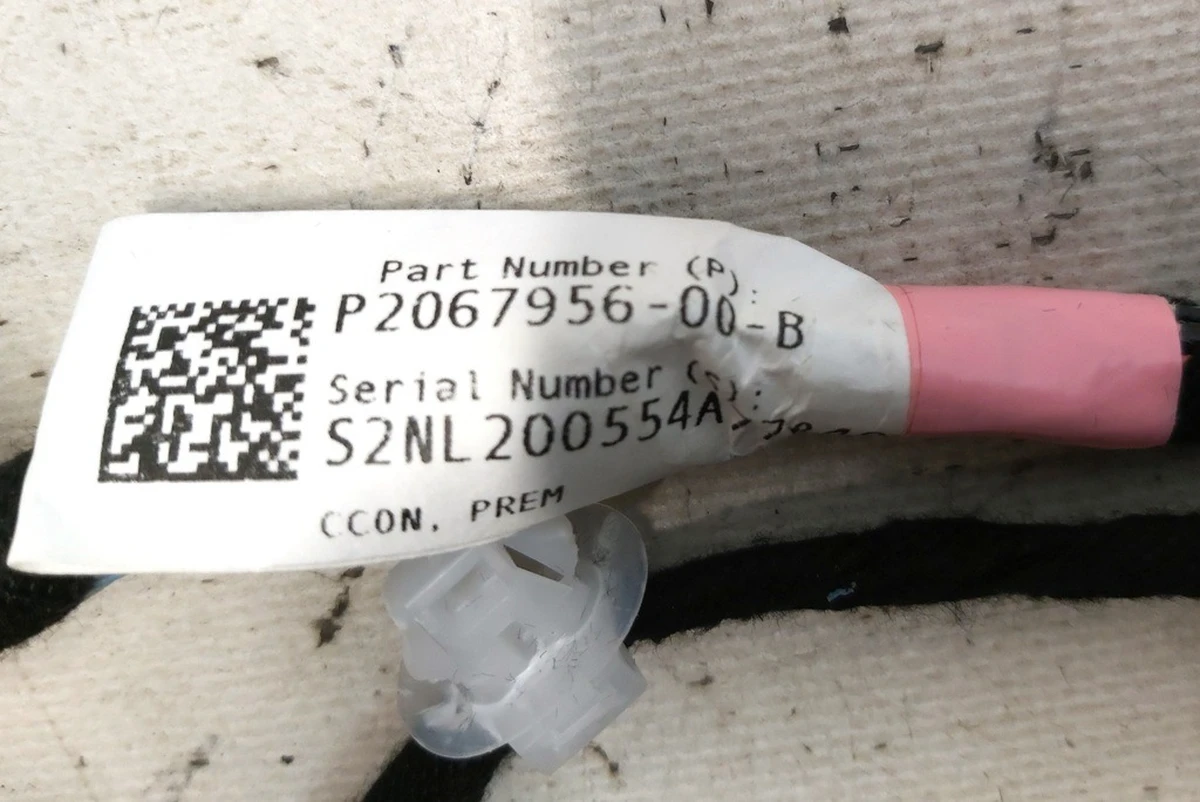 Part Number (P):
P2067956-00-B
Serial Number (S):
S2NL200554A
CCON, PREM